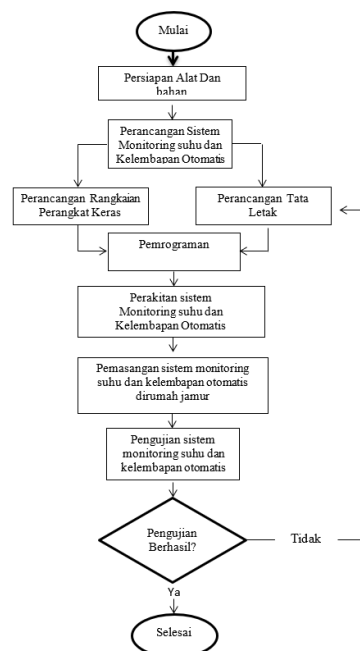 Mulai
Persiapan Alat Dan
bahan
Perancangan Sistem
Monitoring suhu dan
Kelembapan Otomatis
Perancangan Rangkaian
Perangkat Keras
Perancangan Tata
Letak
Pemrograman
Perakitan sistem
Monitoring suhu dan
Kelembapan Otomatis
Pemasangan sistem monitoring
suhu dan kelembapan otomatis
dirumah jamur
Pengujian sistem
monitoring suhu dan
kelembapan otomatis
Pengujian
Berhasil?
Tidak
Ya
Selesai